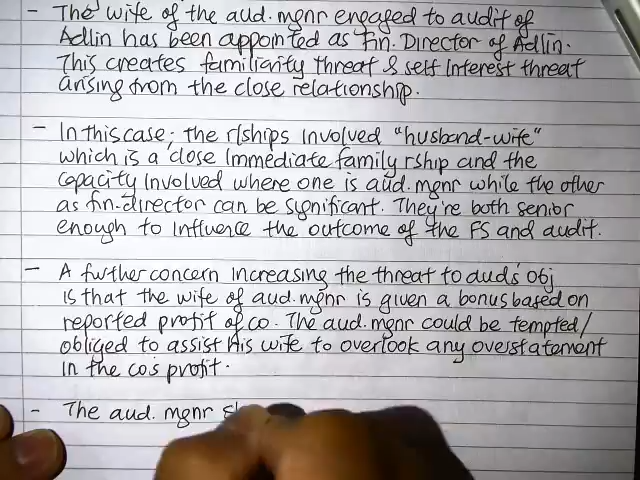 - The wife of the aud. mgnr engaged to audit of
Adlin has been appointed as Fin. Director of Adlin.
This creates familiarity threat & self interest threat
arising from the close relationship.
- In this case; the r/ships involved "husband-wife"
which is a close immediate family rship and the
capacity involved where one is aud. mgnr while the other
as fin. director can be significant. They're both senior
enough to influence the outcome of the FS and audit.
- A further concern increasing the threat to auds' obj
is that the wife of aud. mgnr is given a bonus based on
reported profit of co. The aud. mgnr could be tempted/
obliged to assist his wife to overlook any overstatement
in the co's profit.
- The aud. mgnr